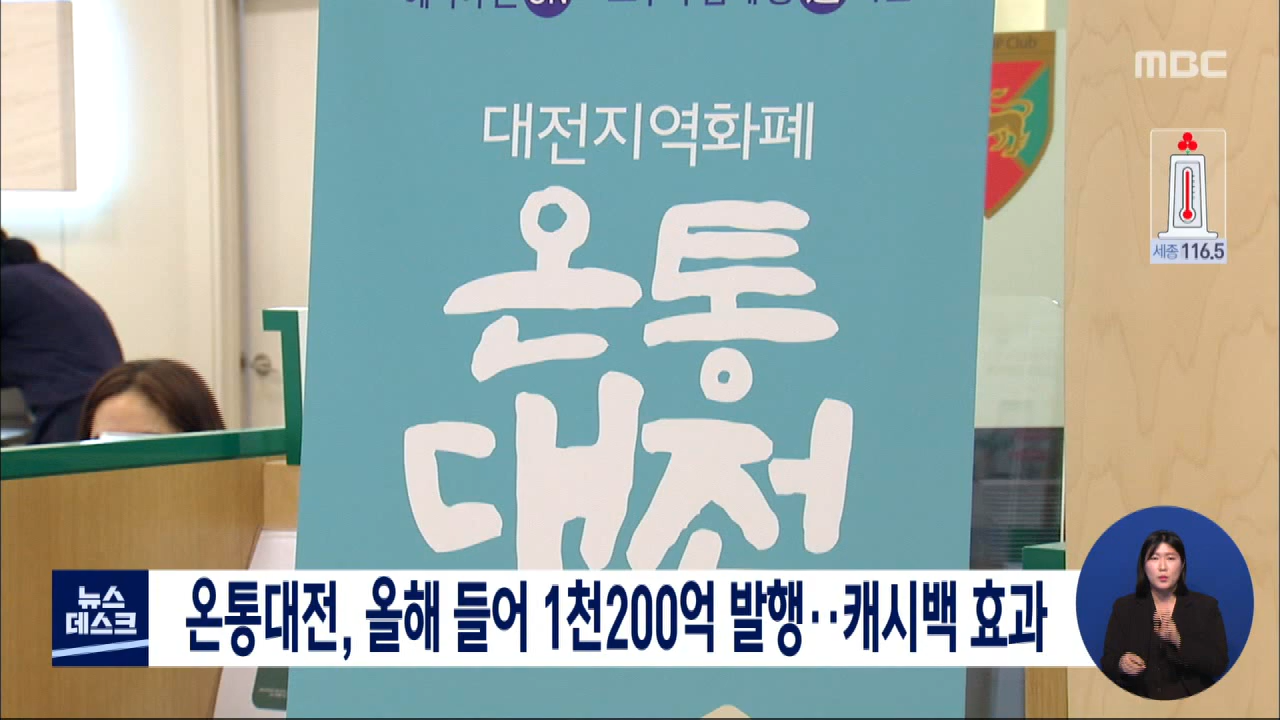 MBC
대전지역화폐
온통
대전
세종 116.5
뉴스
데스크
온통대전, 올해 들어 1천200억 발행··캐시백 효과